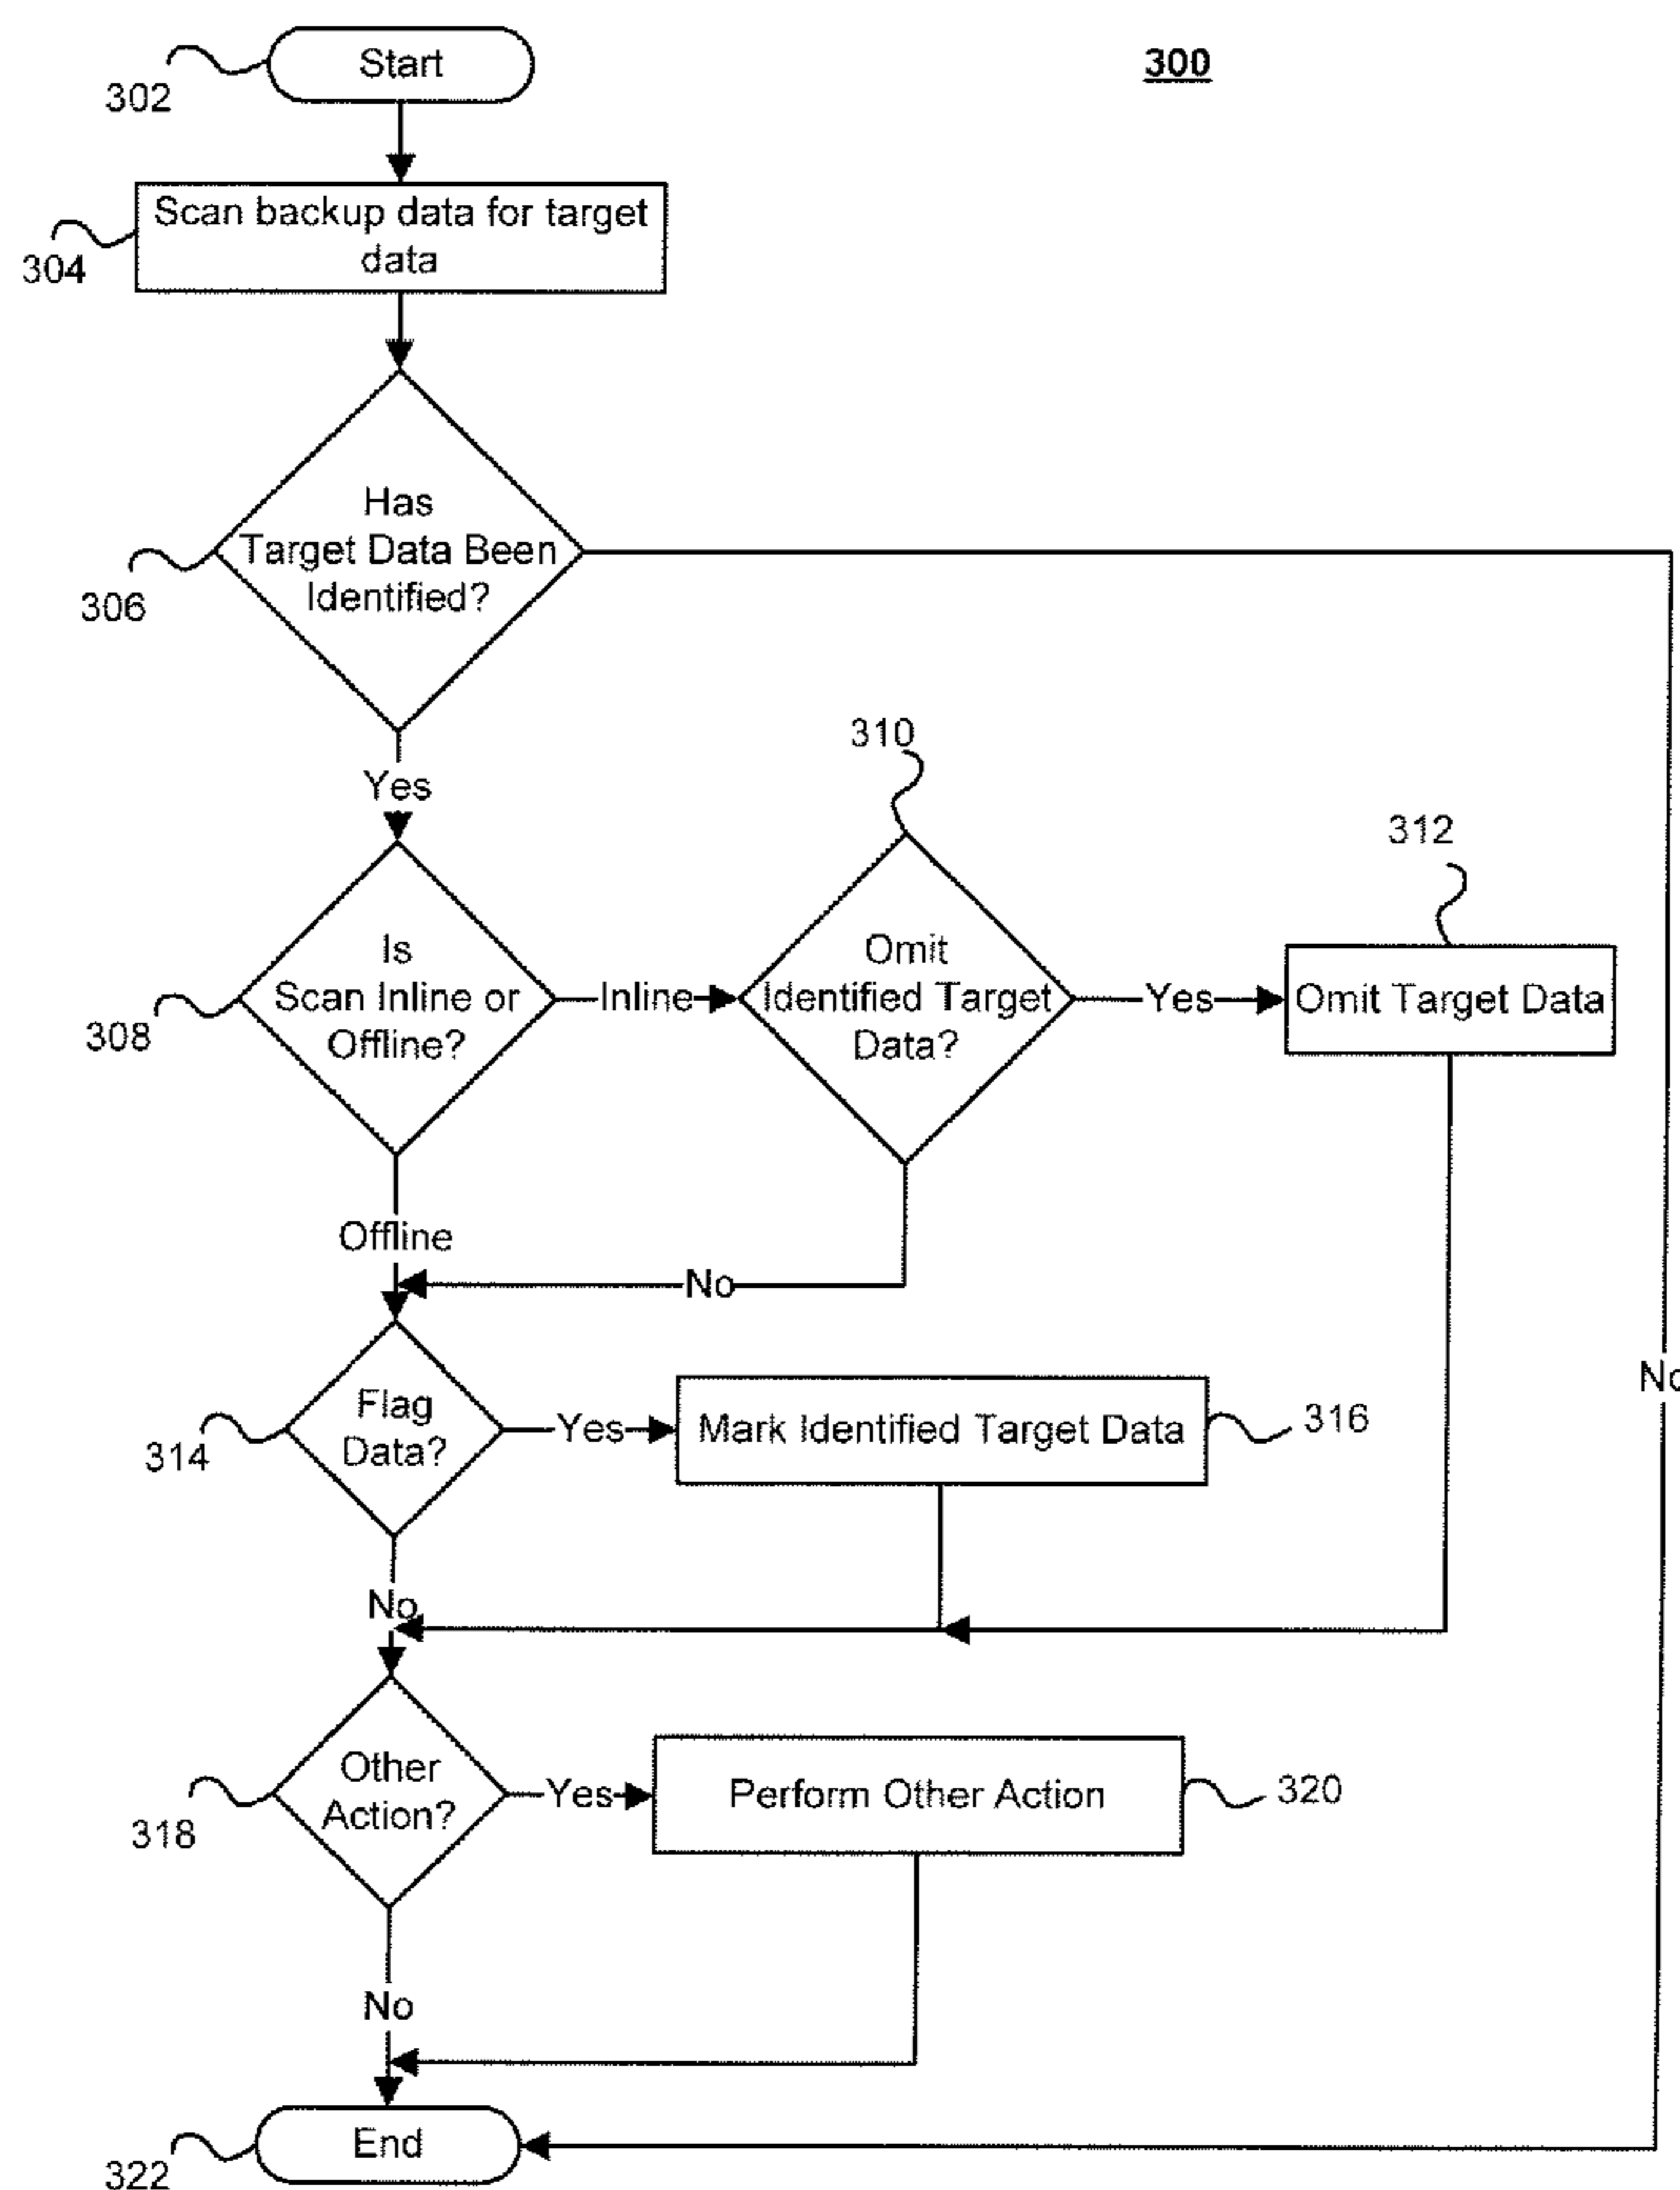 Start
300
302
Scan backup data for target
data
304
Has
Target Data Been
Identified?
306
Yes
310
312
Is
Scan Inline or
Offline?
308
Inline
Omit
Identified Target
Data?
Yes
Omit Target Data
Offline
No
No
Flag
Data?
314
Yes
Mark Identified Target Data
316
No
Other
Action?
318
Yes
Perform Other Action
320
No
End
322